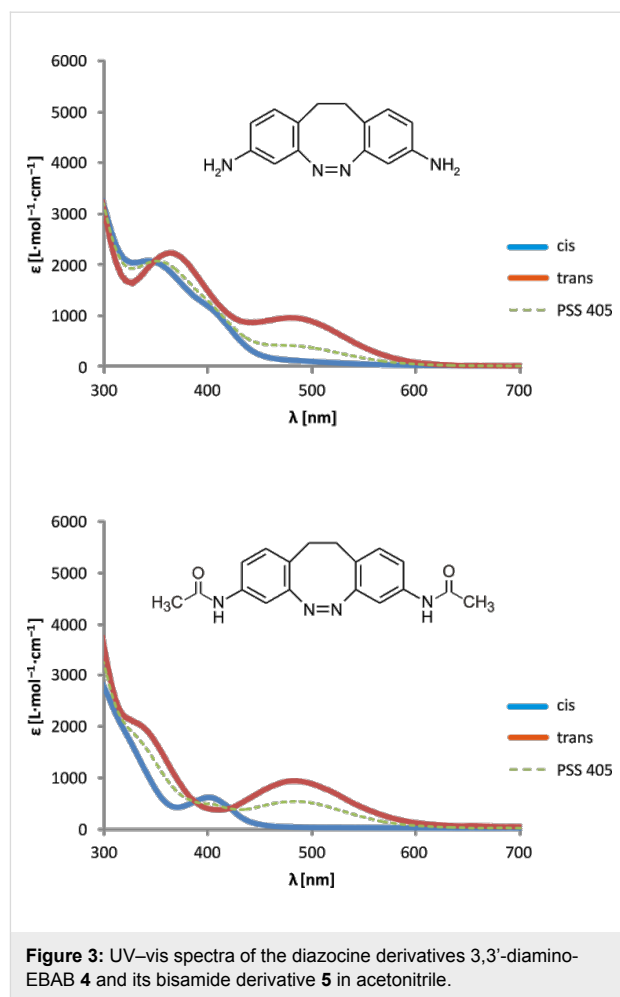 6000
5000
4000
3000
2000
1000
0
ε [L·mol⁻¹·cm⁻¹]
H₂N
N=N
NH₂
cis
trans
PSS 405
300 400 500 600 700
λ [nm]
6000
5000
4000
3000
2000
1000
0
ε [L·mol⁻¹·cm⁻¹]
O
H₃C
N
H
N=N
O
N
H
CH₃
cis
trans
PSS 405
300 400 500 600 700
λ [nm]
Figure 3: UV–vis spectra of the diazocine derivatives 3,3'-diamino-
EBAB 4 and its bisamide derivative 5 in acetonitrile.